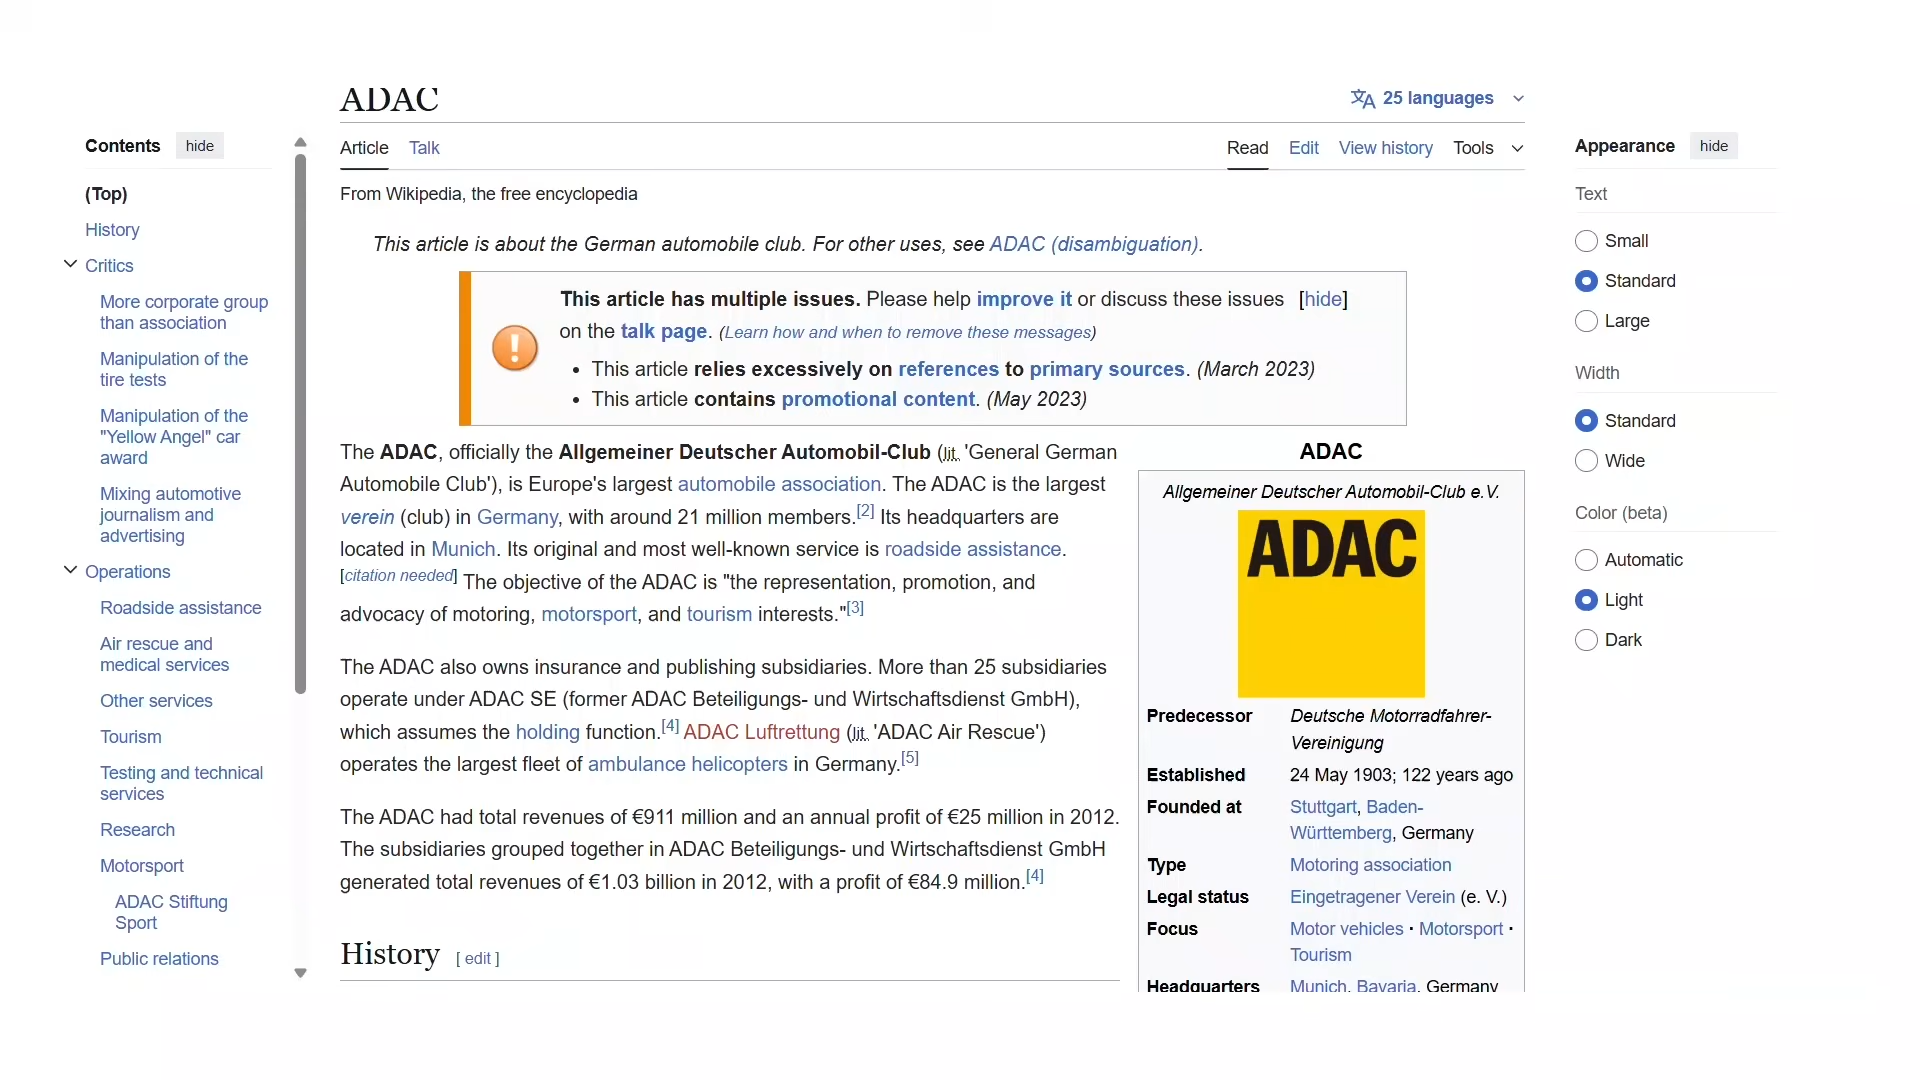 ADAC
25 languages
Contents hide
(Top)
History
Critics
More corporate group
than association
Manipulation of the
tire tests
Manipulation of the
"Yellow Angel" car
award
Mixing automotive
journalism and
advertising
Operations
Roadside assistance
Air rescue and
medical services
Other services
Tourism
Testing and technical
services
Research
Motorsport
ADAC Stiftung
Sport
Public relations
Article Talk
Read Edit View history Tools
From Wikipedia, the free encyclopedia
This article is about the German automobile club. For other uses, see ADAC (disambiguation).
This article has multiple issues. Please help improve it or discuss these issues [hide]
on the talk page. (Learn how and when to remove these messages)
• This article relies excessively on references to primary sources. (March 2023)
• This article contains promotional content. (May 2023)
The ADAC, officially the Allgemeiner Deutscher Automobil-Club (lit. 'General German
Automobile Club'), is Europe's largest automobile association. The ADAC is the largest
verein (club) in Germany, with around 21 million members.[2] Its headquarters are
located in Munich. Its original and most well-known service is roadside assistance.
[citation needed] The objective of the ADAC is "the representation, promotion, and
advocacy of motoring, motorsport, and tourism interests."[3]
The ADAC also owns insurance and publishing subsidiaries. More than 25 subsidiaries
operate under ADAC SE (former ADAC Beteiligungs- und Wirtschaftsdienst GmbH),
which assumes the holding function.[4] ADAC Luftrettung (lit. 'ADAC Air Rescue')
operates the largest fleet of ambulance helicopters in Germany.[5]
The ADAC had total revenues of €911 million and an annual profit of €25 million in 2012.
The subsidiaries grouped together in ADAC Beteiligungs- und Wirtschaftsdienst GmbH
generated total revenues of €1.03 billion in 2012, with a profit of €84.9 million.[4]
History [ edit ]
ADAC
Allgemeiner Deutscher Automobil-Club e.V.
ADAC
Predecessor Deutsche Motorradfahrer-
Vereinigung
Established 24 May 1903; 122 years ago
Founded at Stuttgart, Baden-
Württemberg, Germany
Type Motoring association
Legal status Eingetragener Verein (e. V.)
Focus Motor vehicles · Motorsport ·
Tourism
Headquarters Munich, Bavaria, Germany
Appearance hide
Text
Small
Standard
Large
Width
Standard
Wide
Color (beta)
Automatic
Light
Dark